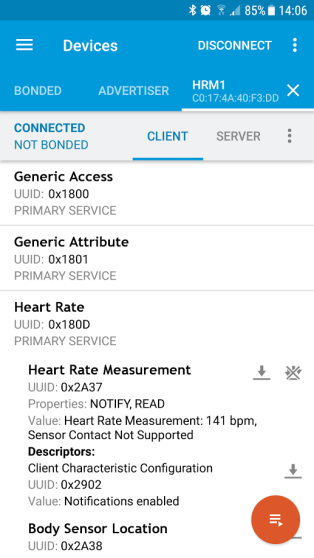 85% 14:06
Devices
DISCONNECT
BONDED
ADVERTISER
HRM1
C0:17:4A:40:F3:DD
CONNECTED
NOT BONDED
CLIENT
SERVER
Generic Access
UUID: 0x1800
PRIMARY SERVICE
Generic Attribute
UUID: 0x1801
PRIMARY SERVICE
Heart Rate
UUID: 0x180D
PRIMARY SERVICE
Heart Rate Measurement
UUID: 0x2A37
Properties: NOTIFY, READ
Value: Heart Rate Measurement: 141 bpm,
Sensor Contact Not Supported
Descriptors:
Client Characteristic Configuration
UUID: 0x2902
Value: Notifications enabled
Body Sensor Location
UUID: 0x2A38